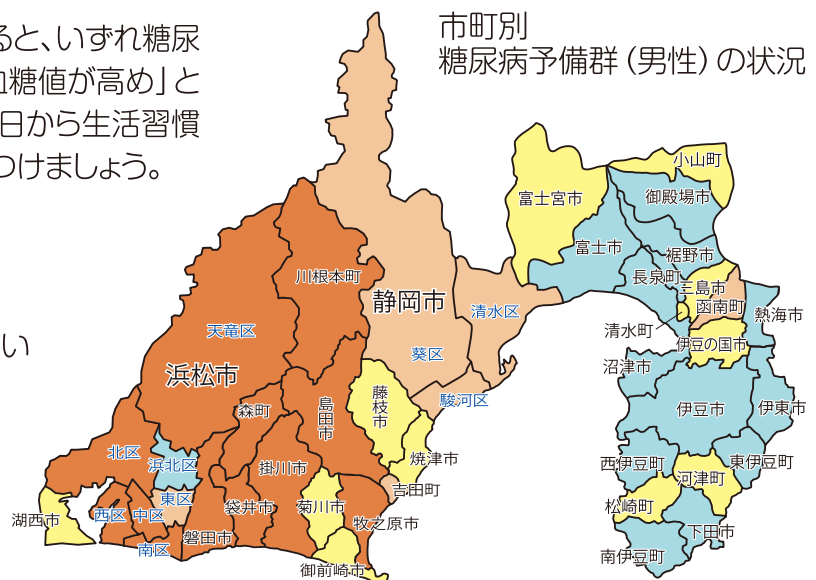 市町別
糖尿病予備群（男性）の状況
ると、いずれ糖尿
血糖値が高め」と
日から生活習慣
つけましょう。
い
小山町
富士宮市
御殿場市
富士市
裾野市
長泉町
三島市
函南町
熱海市
清水町
伊豆の国市
沼津市
伊豆市
伊東市
西伊豆町
東伊豆町
河津町
松崎町
下田市
南伊豆町
川根本町
静岡市
清水区
葵区
駿河区
天竜区
浜松市
森町
島田市
藤枝市
焼津市
北区
浜北区
掛川市
吉田町
東区
湖西市
西区
中区
袋井市
菊川市
牧之原市
磐田市
南区
御前崎市